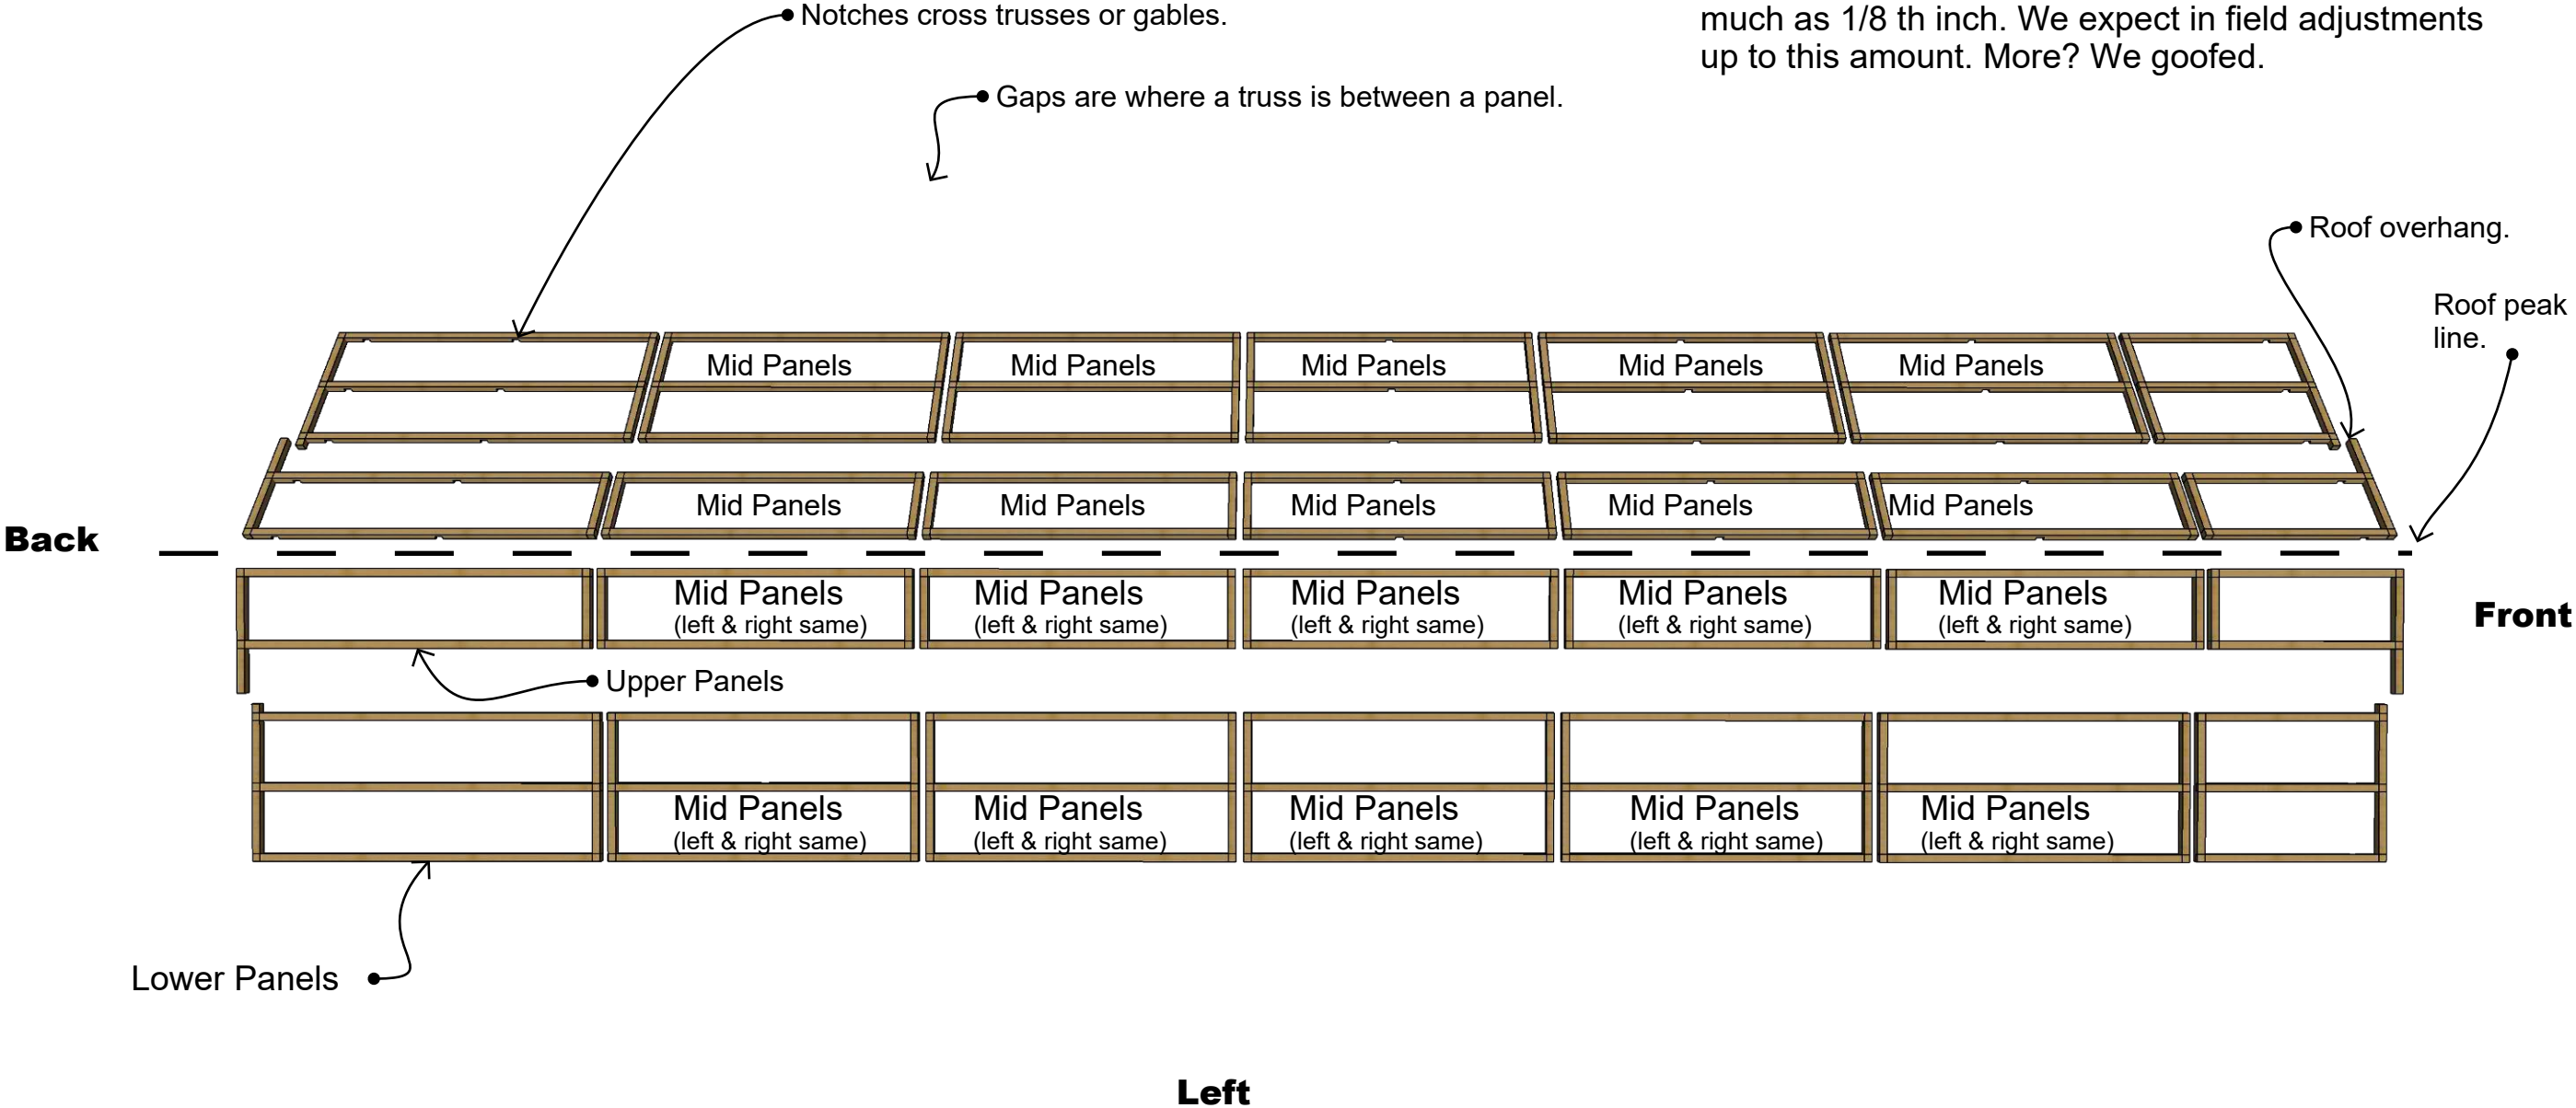 Notches cross trusses or gables.
much as 1/8 th inch. We expect in field adjustments
up to this amount. More? We goofed.
Gaps are where a truss is between a panel.
Roof overhang.
Roof peak
line.
Mid Panels
Mid Panels
Mid Panels
Mid Panels
Mid Panels
Mid Panels
Mid Panels
Mid Panels
Mid Panels
Mid Panels
Back
Mid Panels
(left & right same)
Mid Panels
(left & right same)
Mid Panels
(left & right same)
Mid Panels
(left & right same)
Mid Panels
(left & right same)
Front
Upper Panels
Mid Panels
(left & right same)
Mid Panels
(left & right same)
Mid Panels
(left & right same)
Mid Panels
(left & right same)
Mid Panels
(left & right same)
Lower Panels
Left